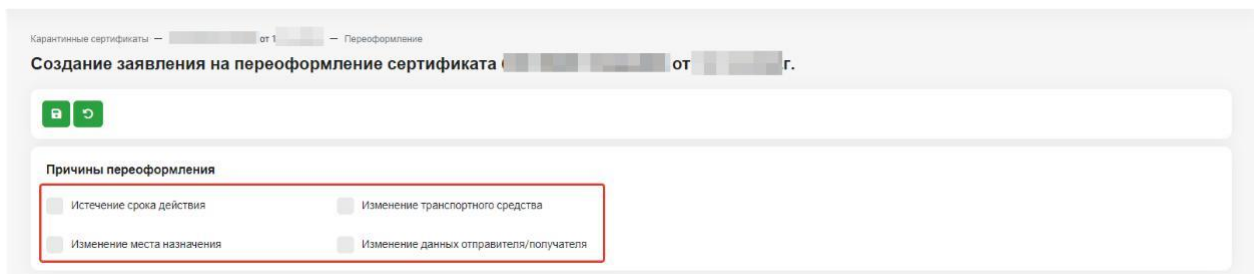 Карантинные сертификаты — от 1 — Переоформление
Создание заявления на переоформление сертификата от г.
Причины переоформления
Истечение срока действия Изменение транспортного средства
Изменение места назначения Изменение данных отправителя/получателя